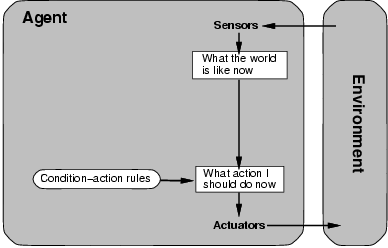 Agent
Sensors
What the world
is like now
Environment
Condition–action rules
What action I
should do now
Actuators